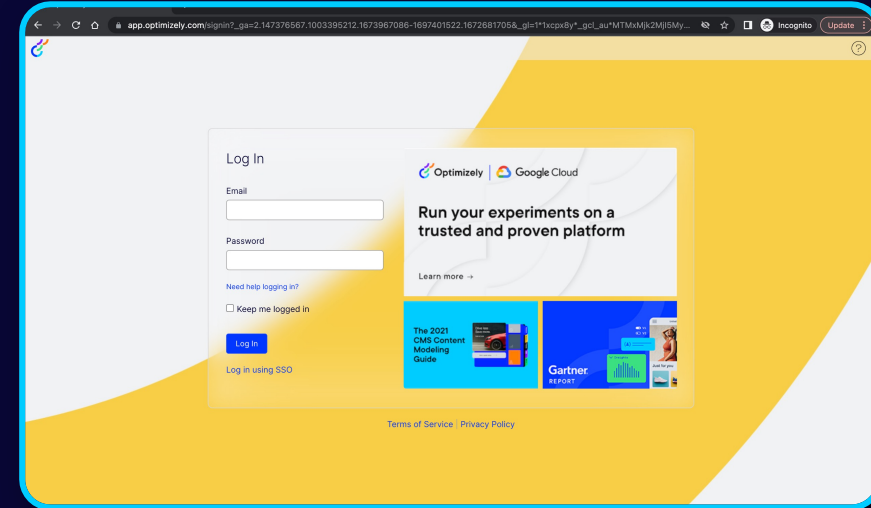 app.optimizely.com/signin?_ga=2.147376567.1003395212.1673967086-1697401522.1672681705&_gl=1*1xcpx8y*_gcl_au*MTMxMjk2MjI5My...
Incognito
Update
Log In
Email
Password
Need help logging in?
Keep me logged in
Log In
Log in using SSO
Optimizely | Google Cloud
Run your experiments on a
trusted and proven platform
Learn more →
The 2021
CMS Content
Modeling
Guide
Gartner
REPORT
Just for you
Terms of Service | Privacy Policy